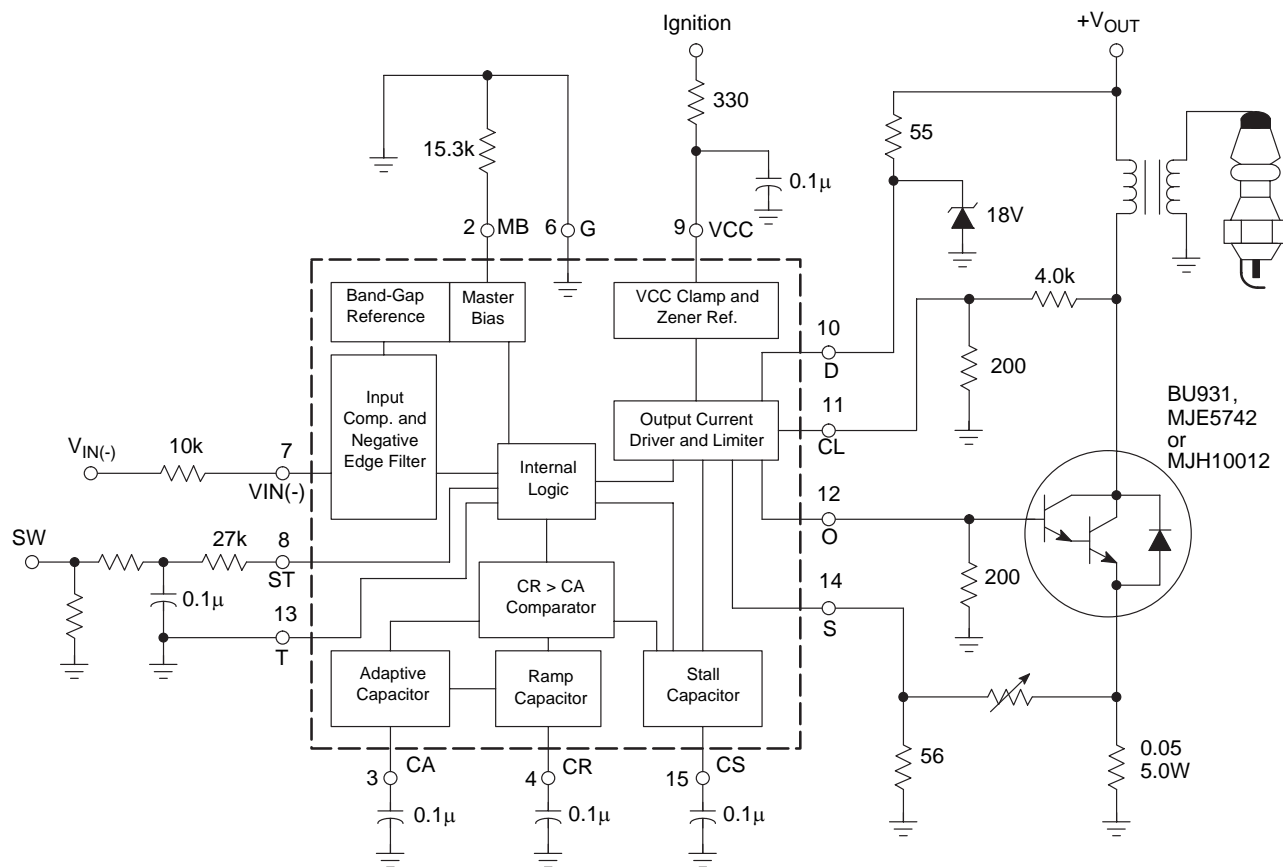 Ignition
+VOUT
330
55
15.3k
0.1μ
18V
2
MB
6
G
9
VCC
4.0k
Band-Gap
Reference
Master
Bias
VCC Clamp and
Zener Ref.
10
D
200
Input
Comp. and
Negative
Edge Filter
Output Current
Driver and Limiter
11
CL
BU931,
MJE5742
or
MJH10012
VIN(-)
10k
7
VIN(-)
Internal
Logic
12
O
SW
27k
8
ST
200
0.1μ
CR > CA
Comparator
14
S
13
T
Adaptive
Capacitor
Ramp
Capacitor
Stall
Capacitor
56
0.05
5.0W
3
CA
4
CR
15
CS
0.1μ
0.1μ
0.1μ